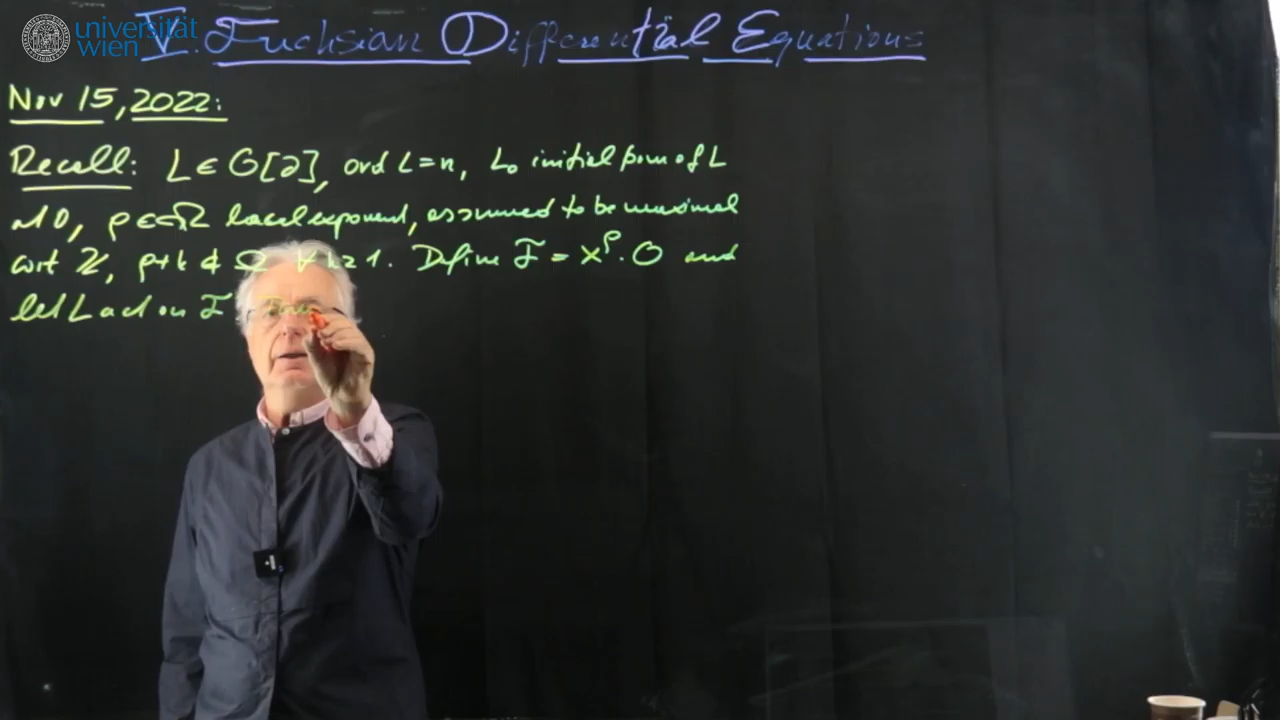 universität
wien
V. Fuchsian Differential Equations
Nov 15, 2022:
Recall: L ∈ O[∂], ord L = n, L₀ initial form of L
at 0, ρ ∈ Ω local exponent, assumed to be maximal
wrt ℤ, ρ+k ∉ Ω ∀ k ≥ 1. Define F = x^ρ · O and
let L act on F.